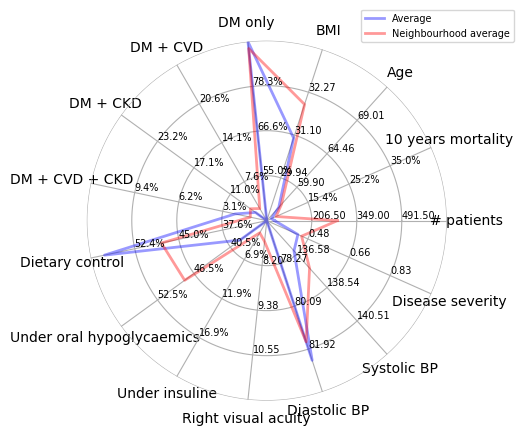 Average
Neighbourhood average
DM only
BMI
DM + CVD
Age
DM + CKD
10 years mortality
DM + CVD + CKD
# patients
Dietary control
Disease severity
Under oral hypoglycaemics
Systolic BP
Under insuline
Diastolic BP
Right visual acuity
78.3%
66.6%
55.0%
32.27
31.10
29.94
69.01
64.46
59.90
35.0%
25.2%
15.4%
206.50
349.00
491.50
0.48
0.66
0.83
136.58
138.54
140.51
78.27
80.09
81.92
8.20
9.38
10.55
6.9%
11.9%
16.9%
40.5%
46.5%
52.5%
37.6%
45.0%
52.4%
3.1%
6.2%
9.4%
11.0%
17.1%
23.2%
7.6%
14.1%
20.6%